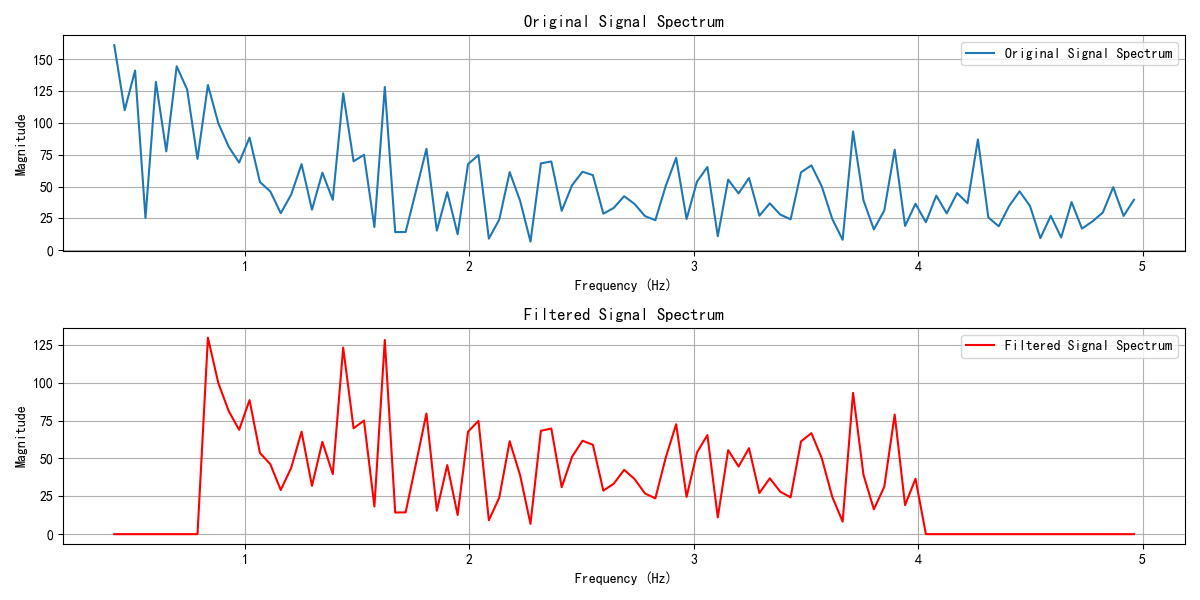 Original Signal Spectrum
Original Signal Spectrum
Magnitude
150
125
100
75
50
25
0
1 2 3 4 5
Frequency (Hz)
Filtered Signal Spectrum
Filtered Signal Spectrum
Magnitude
125
100
75
50
25
0
1 2 3 4 5
Frequency (Hz)